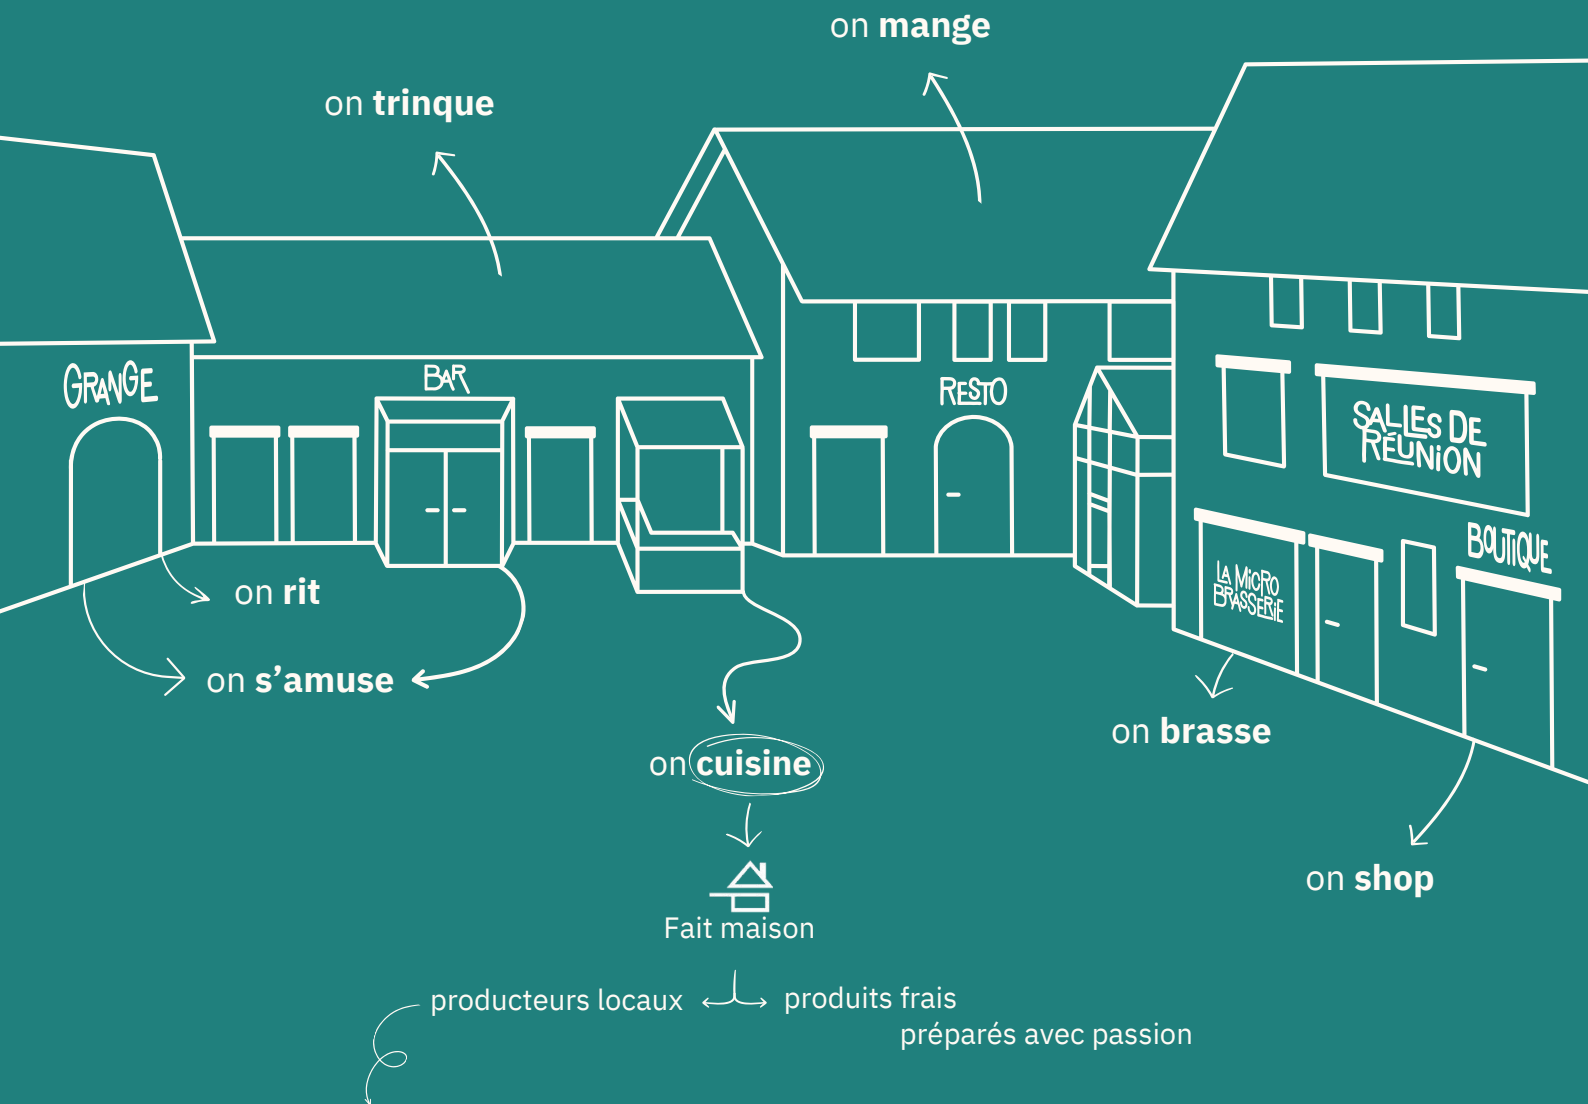 on mange
on trinque
GRANGE
BAR
RESTO
SALLES DE
RÉUNiON
BOUTiQUE
LA MiCRO
BRASSERiE
on rit
on s’amuse
on cuisine
on brasse
on shop
Fait maison
producteurs locaux
produits frais
préparés avec passion